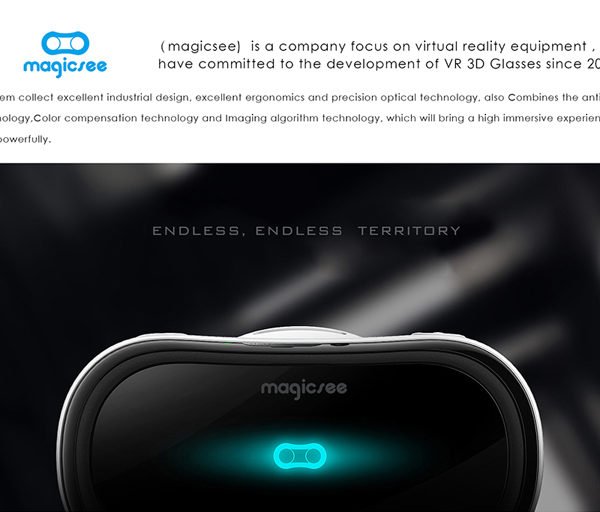 magicsee
(magicsee) is a company focus on virtual reality equipment ,
have committed to the development of VR 3D Glasses since 20
em collect excellent industrial design, excellent ergonomics and precision optical technology, also Combines the anti
nology,Color compensation technology and Imaging algorithm technology, which will bring a high immersive experien
powerfully.
ENDLESS, ENDLESS TERRITORY
magicsee